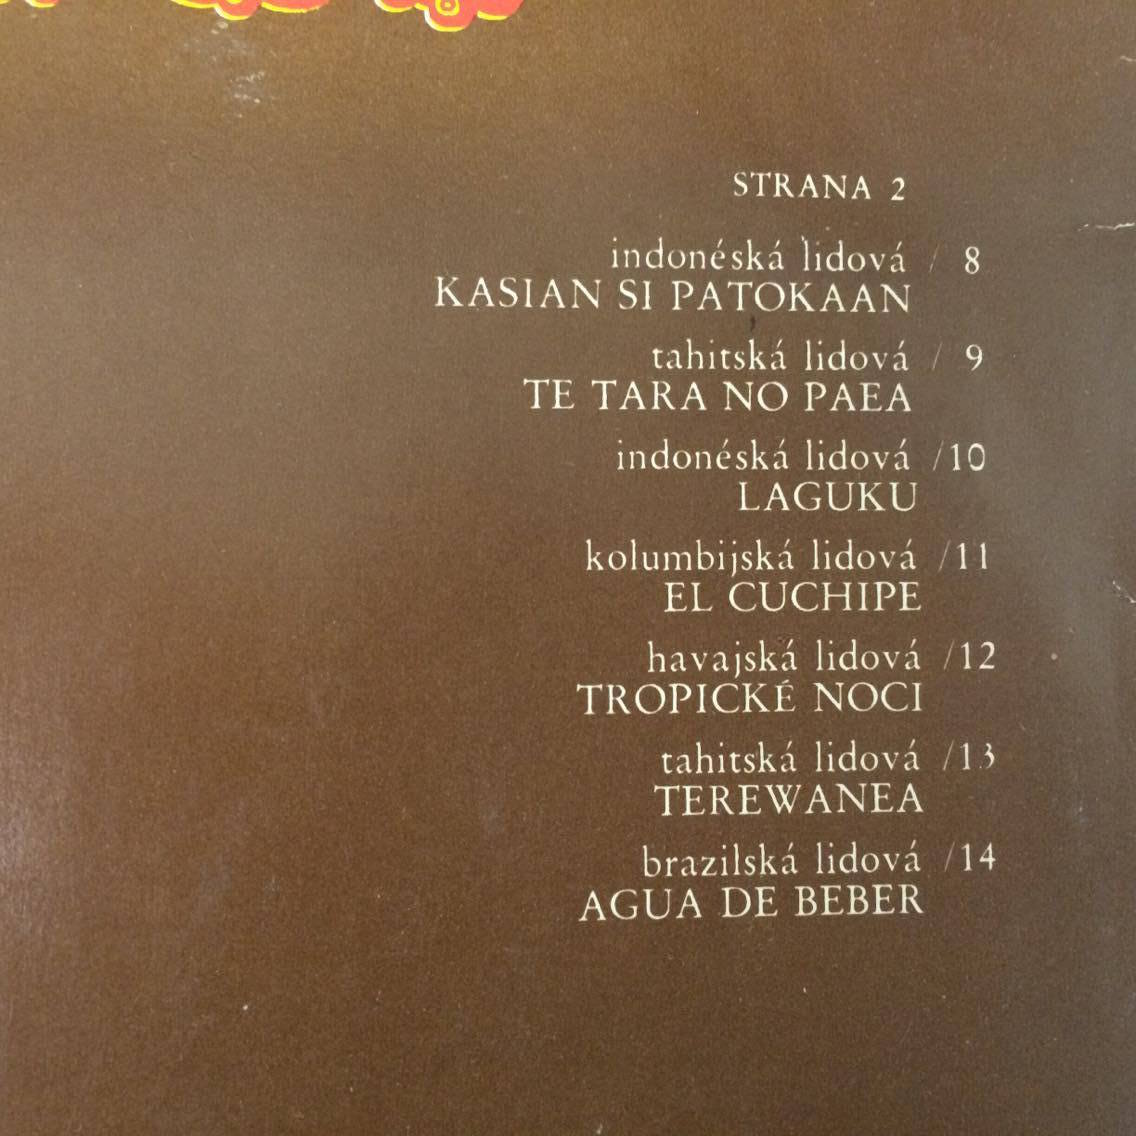 STRANA 2
indonéská lidová / 8
KASIAN SI PATOKAAN
tahitská lidová / 9
TE TARA NO PAEA
indonéská lidová /10
LAGUKU
kolumbijská lidová /11
EL CUCHIPE
havajská lidová /12
TROPICKÉ NOCI
tahitská lidová /13
TEREWANEA
brazilská lidová /14
AGUA DE BEBER